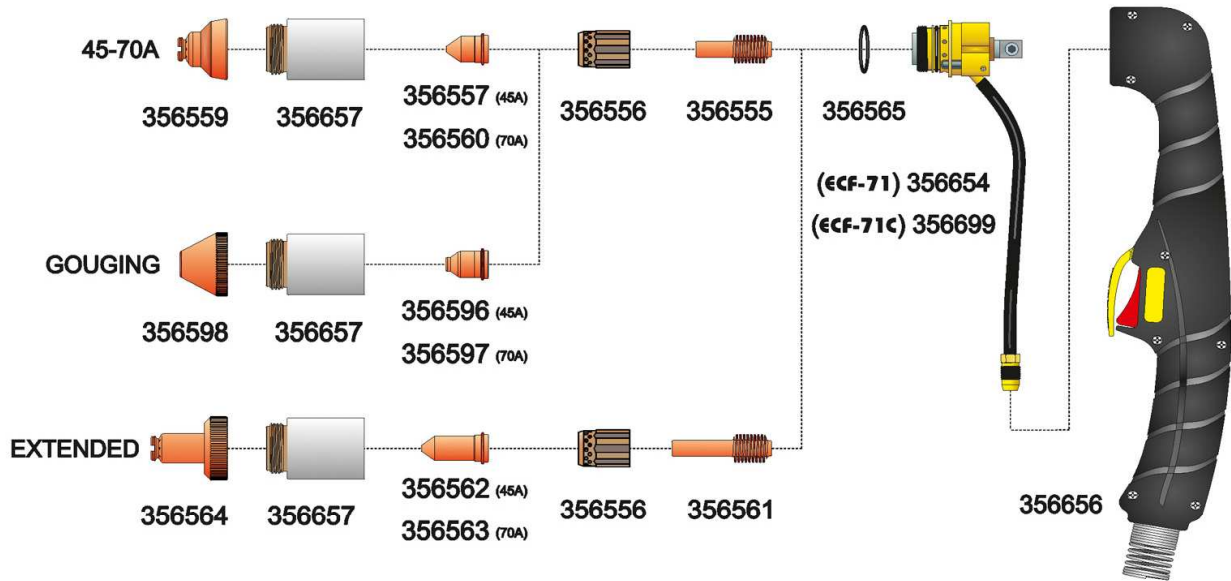 45-70A
356559
356657
356557 (45A)
356560 (70A)
356556
356555
356565
(ECF-71) 356654
(ECF-71C) 356699
GOUGING
356598
356657
356596 (45A)
356597 (70A)
EXTENDED
356564
356657
356562 (45A)
356563 (70A)
356556
356561
356656